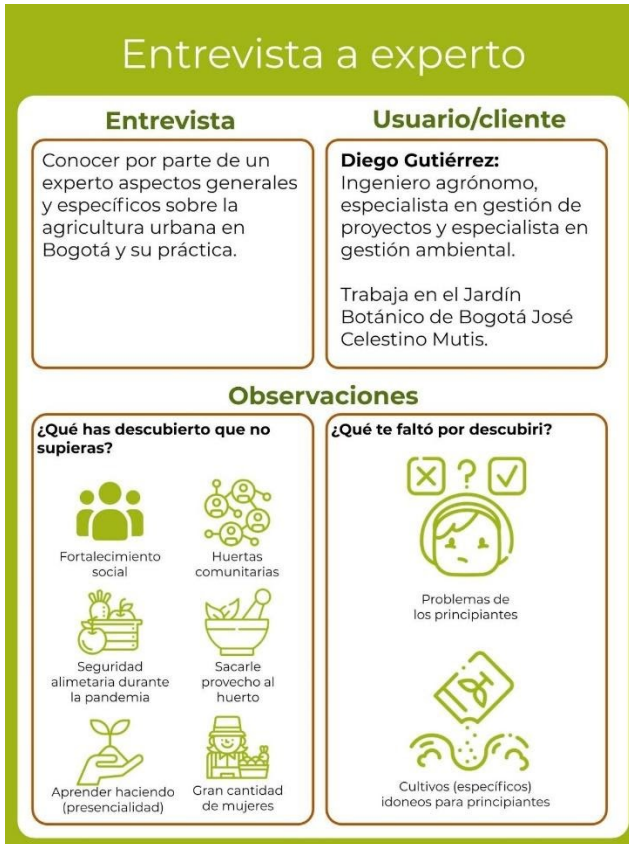 Entrevista a experto
Entrevista
Conocer por parte de un
experto aspectos generales
y específicos sobre la
agricultura urbana en
Bogotá y su práctica.
Usuario/cliente
Diego Gutiérrez:
Ingeniero agrónomo,
especialista en gestión de
proyectos y especialista en
gestión ambiental.
Trabaja en el Jardín
Botánico de Bogotá José
Celestino Mutis.
Observaciones
¿Qué has descubierto que no
supieras?
Fortalecimiento
social
Huertas
comunitarias
Seguridad
alimetaria durante
la pandemia
Sacarle
provecho al
huerto
Aprender haciendo
(presencialidad)
Gran cantidad
de mujeres
¿Qué te faltó por descubiri?
?
Problemas de
los principiantes
Cultivos (específicos)
idoneos para principiantes